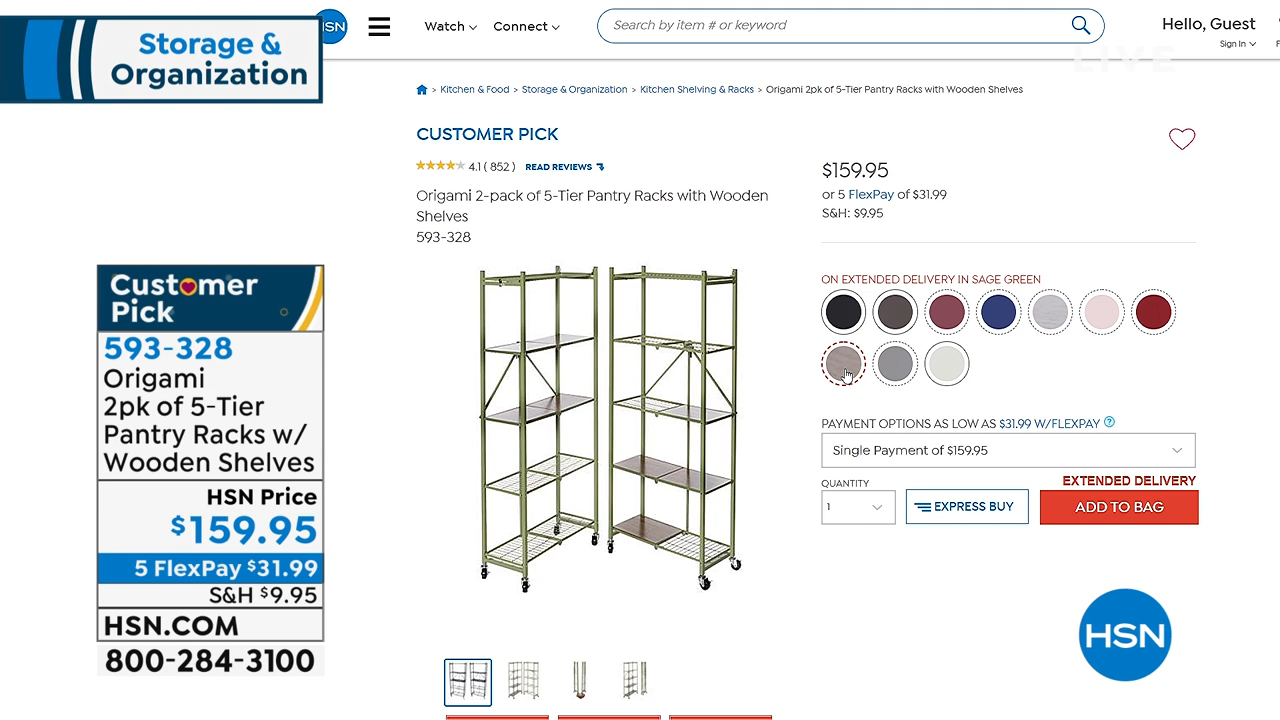 Storage &
Organization
HSN
Watch
Connect
Search by item # or keyword
Hello, Guest
Sign In
LIVE
> Kitchen & Food > Storage & Organization > Kitchen Shelving & Racks > Origami 2pk of 5-Tier Pantry Racks with Wooden Shelves
CUSTOMER PICK
4.1 ( 852 ) READ REVIEWS
Origami 2-pack of 5-Tier Pantry Racks with Wooden
Shelves
593-328
$159.95
or 5 FlexPay of $31.99
S&H: $9.95
ON EXTENDED DELIVERY IN SAGE GREEN
PAYMENT OPTIONS AS LOW AS $31.99 W/FLEXPAY ?
Single Payment of $159.95
QUANTITY
1
EXPRESS BUY
EXTENDED DELIVERY
ADD TO BAG
Customer
Pick
593-328
Origami
2pk of 5-Tier
Pantry Racks w/
Wooden Shelves
HSN Price
$159.95
5 FlexPay $31.99
S&H $9.95
HSN.COM
800-284-3100
HSN